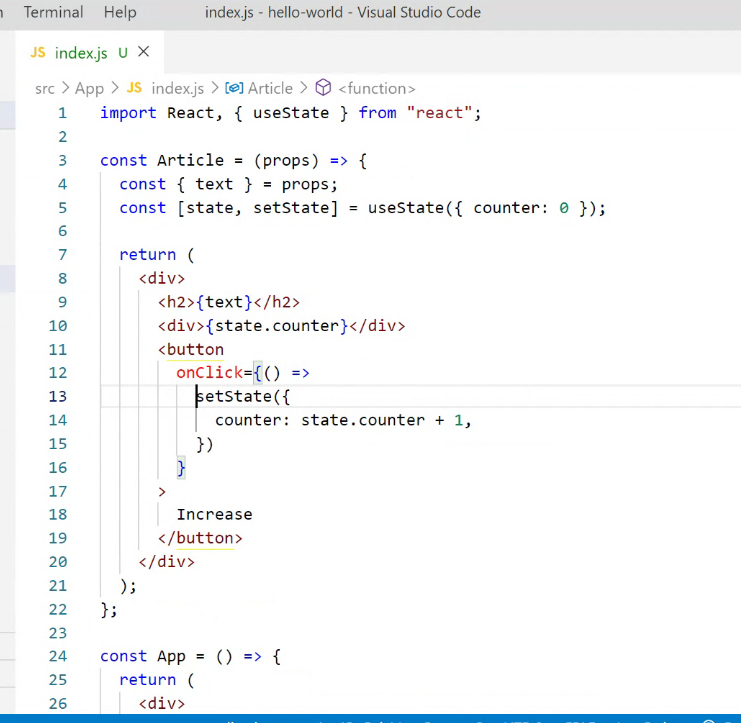 Terminal Help index.js - hello-world - Visual Studio Code
JS index.js U
src > App > JS index.js > Article > <function>
1 import React, { useState } from "react";
2
3 const Article = (props) => {
4 const { text } = props;
5 const [state, setState] = useState({ counter: 0 });
6
7 return (
8 <div>
9 <h2>{text}</h2>
10 <div>{state.counter}</div>
11 <button
12 onClick={() =>
13 setState({
14 counter: state.counter + 1,
15 })
16 }
17 >
18 Increase
19 </button>
20 </div>
21 );
22 };
23
24 const App = () => {
25 return (
26 <div>